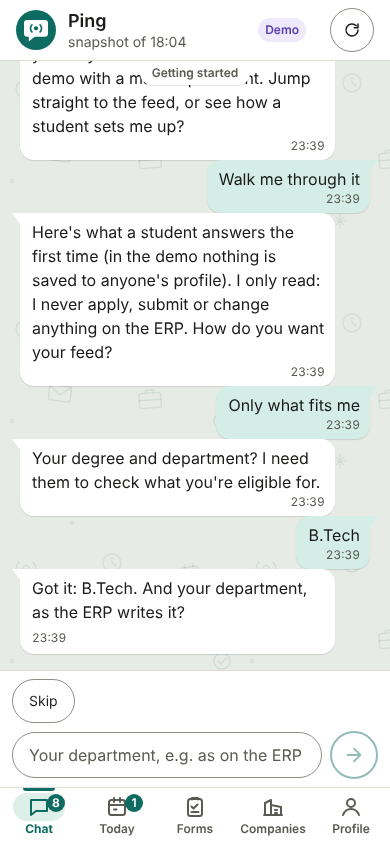 Ping
snapshot of 18:04
Demo
Getting started
demo with a
Jump
straight to the feed, or see how a
student sets me up?
23:39
Walk me through it
23:39
Here's what a student answers the
first time (in the demo nothing is
saved to anyone's profile). I only read:
I never apply, submit or change
anything on the ERP. How do you want
your feed?
23:39
Only what fits me
23:39
Your degree and department? I need
them to check what you're eligible for.
23:39
B.Tech
23:39
Got it: B.Tech. And your department,
as the ERP writes it?
23:39
Skip
Your department, e.g. as on the ERP
8
1
Chat
Today
Forms
Companies
Profile